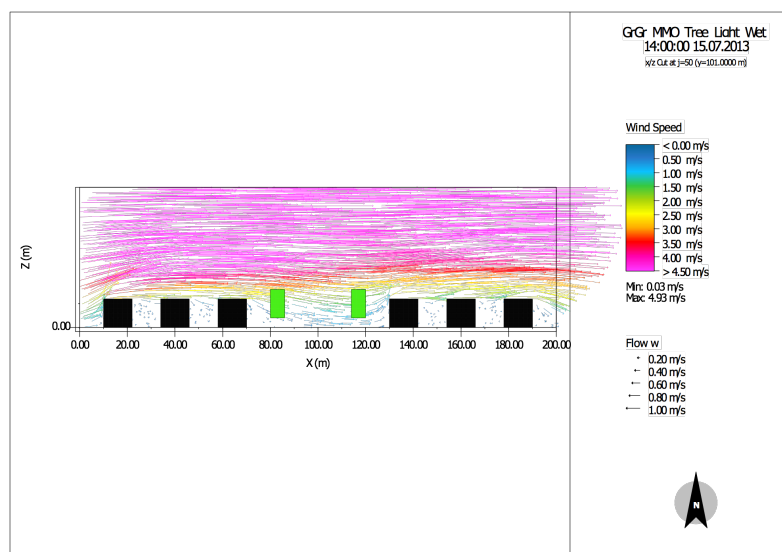 GrGr MMO Tree Light Wet
14:00:00 15.07.2013
x/z Cut at j=50 (y=101.0000 m)
Wind Speed
< 0.00 m/s
0.50 m/s
1.00 m/s
1.50 m/s
2.00 m/s
2.50 m/s
3.00 m/s
3.50 m/s
4.00 m/s
> 4.50 m/s
Min: 0.03 m/s
Max: 4.93 m/s
Z (m)
0.00
0.00 20.00 40.00 60.00 80.00 100.00 120.00 140.00 160.00 180.00 200.00
X (m)
Flow w
0.20 m/s
0.40 m/s
0.60 m/s
0.80 m/s
1.00 m/s
N